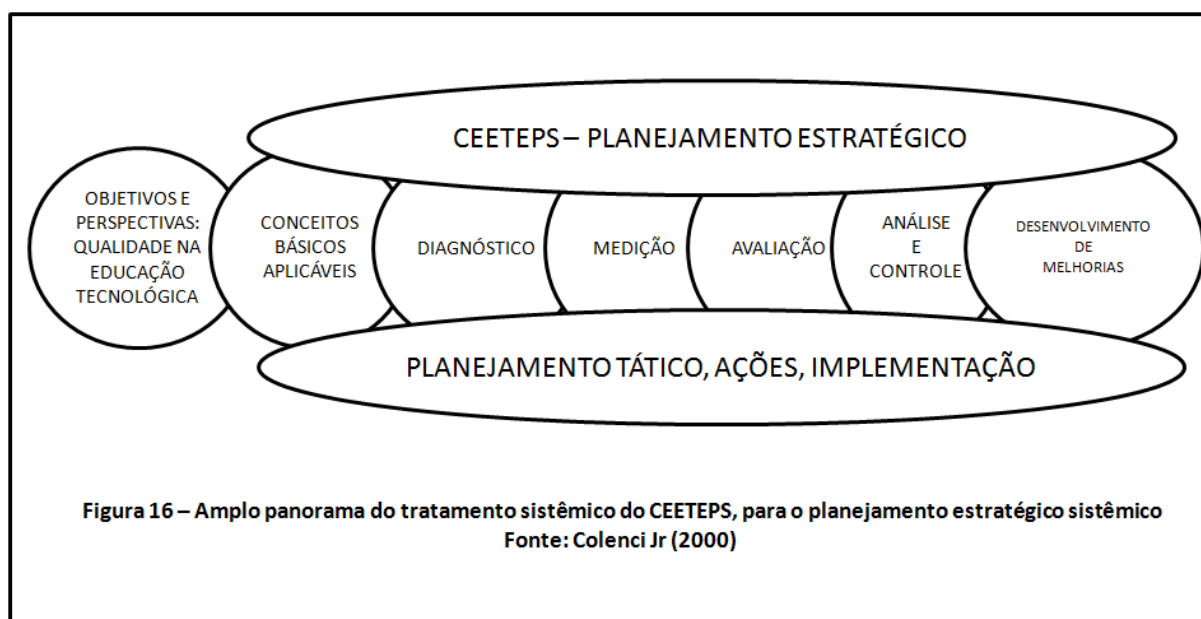 CEETEPS – PLANEJAMENTO ESTRATÉGICO
OBJETIVOS E
PERSPECTIVAS:
QUALIDADE NA
EDUCAÇÃO
TECNOLÓGICA
CONCEITOS
BÁSICOS
APLICÁVEIS
DIAGNÓSTICO
MEDIÇÃO
AVALIAÇÃO
ANÁLISE
E
CONTROLE
DESENVOLVIMENTO
DE
MELHORIAS
PLANEJAMENTO TÁTICO, AÇÕES, IMPLEMENTAÇÃO
Figura 16 – Amplo panorama do tratamento sistêmico do CEETEPS, para o planejamento estratégico sistêmico
Fonte: Colenci Jr (2000)